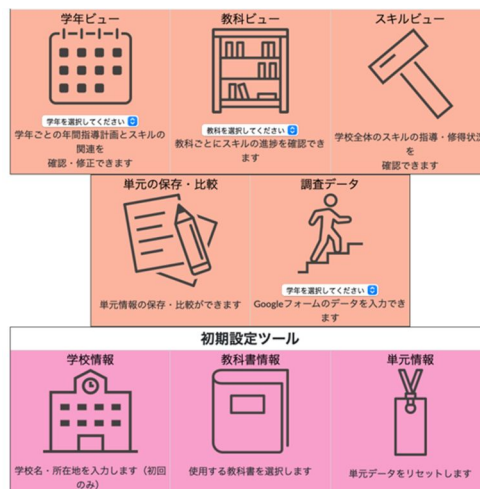 学年ビュー
教科ビュー
スキルビュー
学年を選択してください
学年ごとの年間指導計画とスキルの
関連を
確認・修正できます
教科を選択してください
教科ごとにスキルの進捗を確認でき
ます
学校全体のスキルの指導・修得状況
を
確認できます
単元の保存・比較
調査データ
単元情報の保存・比較ができます
学年を選択してください
Googleフォームのデータを入力でき
ます
初期設定ツール
学校情報
教科書情報
単元情報
学校名・所在地を入力します（初回
のみ）
使用する教科書を選択します
単元データをリセットします